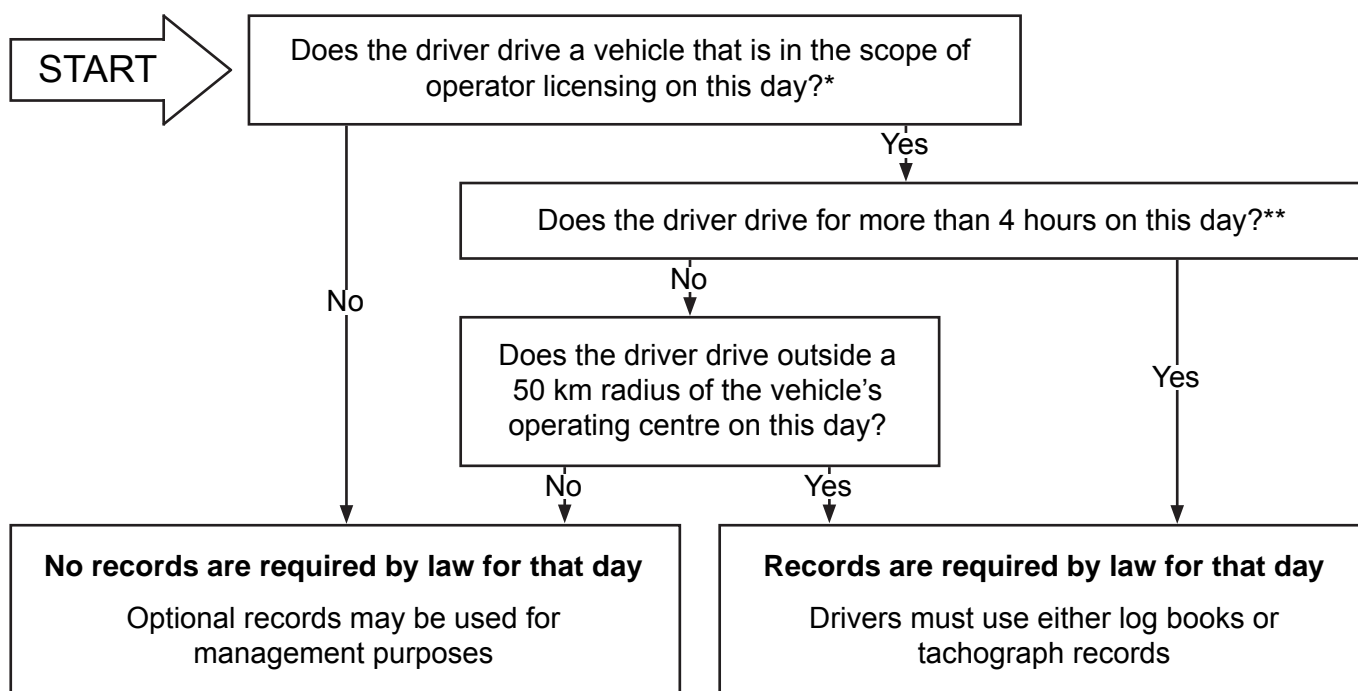 START
Does the driver drive a vehicle that is in the scope of
operator licensing on this day?*
Yes
Does the driver drive for more than 4 hours on this day?**
No
No
Does the driver drive outside a
50 km radius of the vehicle’s
operating centre on this day?
Yes
No
Yes
No records are required by law for that day
Optional records may be used for
management purposes
Records are required by law for that day
Drivers must use either log books or
tachograph records